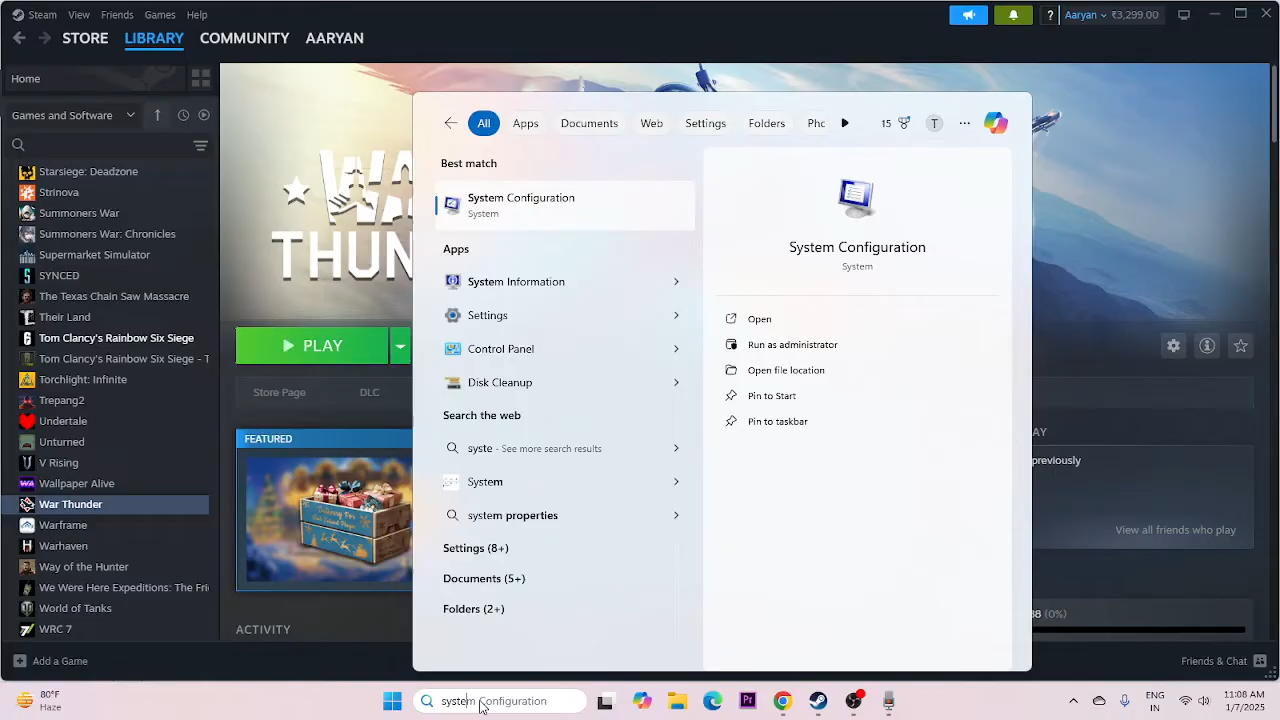 Steam View Friends Games Help
? Aaryan ₹3,299.00
STORE LIBRARY COMMUNITY AARYAN
Home
Games and Software
Starsiege: Deadzone
Strinova
Summoners War
Summoners War: Chronicles
Supermarket Simulator
SYNCED
The Texas Chain Saw Massacre
Their Land
Tom Clancy's Rainbow Six Siege
Tom Clancy's Rainbow Six Siege - T
Torchlight: Infinite
Trepang2
Undertale
Unturned
V Rising
Wallpaper Alive
War Thunder
Warframe
Warhaven
Way of the Hunter
We Were Here Expeditions: The Fri
World of Tanks
WRC 7
Add a Game
PLAY
Store Page DLC
FEATURED
ACTIVITY
All Apps Documents Web Settings Folders Phc 15 T
Best match
System Configuration
System
Apps
System Information
Settings
Control Panel
Disk Cleanup
Search the web
syste - See more search results
System
system properties
Settings (8+)
Documents (5+)
Folders (2+)
System Configuration
System
Open
Run as administrator
Open file location
Pin to Start
Pin to taskbar
AY
previously
View all friends who play
(0%)
Friends & Chat
80°F
Haze
system Configuration
Pr
ENG
IN
11:08 AM
1/7/2025